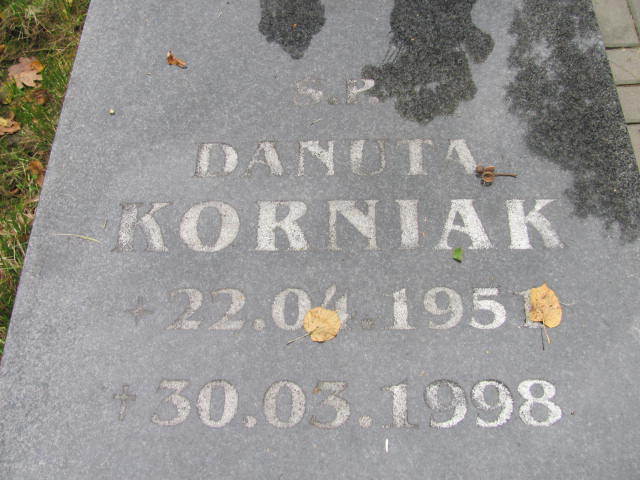 Ś.P.
DANUTA
KORNIAK
* 22.04.1951
† 30.03.1998